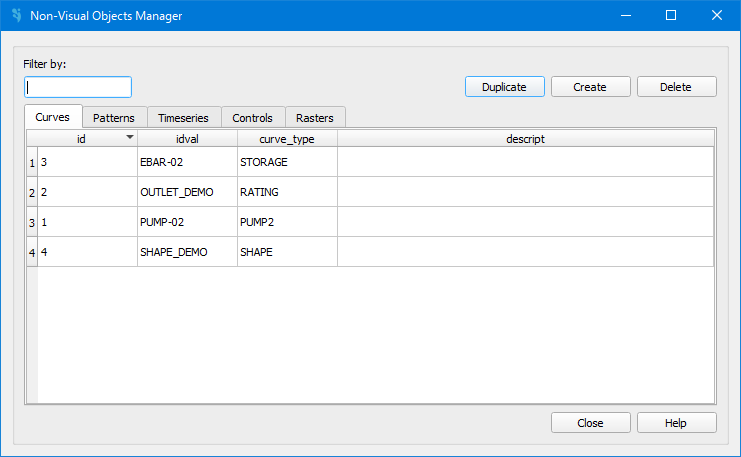 Non-Visual Objects Manager
Filter by:
Duplicate Create Delete
Curves Patterns Timeseries Controls Rasters
id idval curve_type descript
1 3 EBAR-02 STORAGE
2 2 OUTLET_DEMO RATING
3 1 PUMP-02 PUMP2
4 4 SHAPE_DEMO SHAPE
Close Help